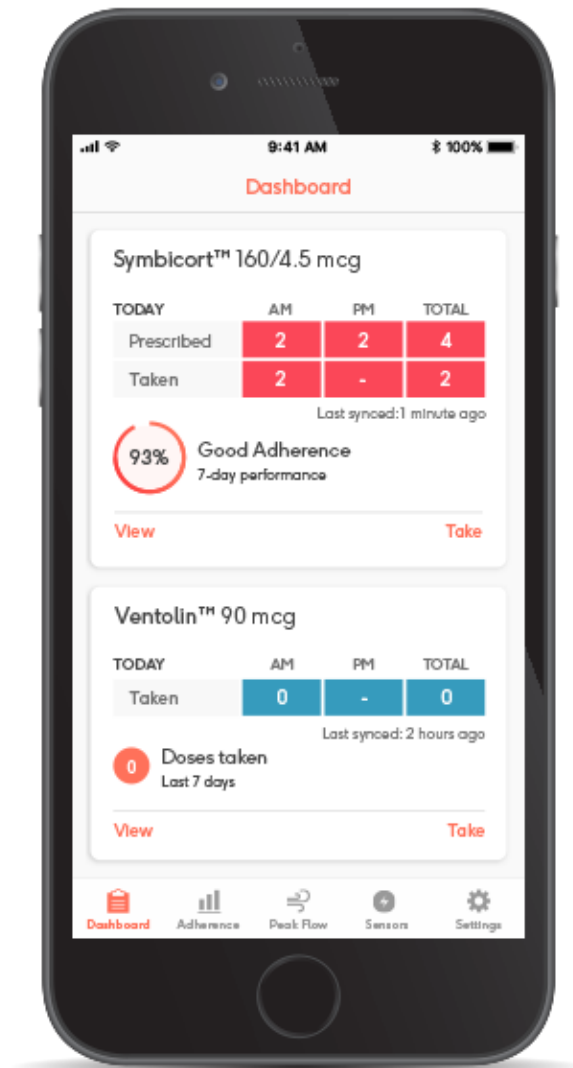 9:41 AM 100%
Dashboard
Symbicort™ 160/4.5 mcg
TODAY AM PM TOTAL
Prescribed 2 2 4
Taken 2 - 2
Last synced:1 minute ago
93% Good Adherence
7-day performance
View Take
Ventolin™ 90 mcg
TODAY AM PM TOTAL
Taken 0 - 0
Last synced: 2 hours ago
0 Doses taken
Last 7 days
View Take
Dashboard Adherence Peak Flow Sensors Settings